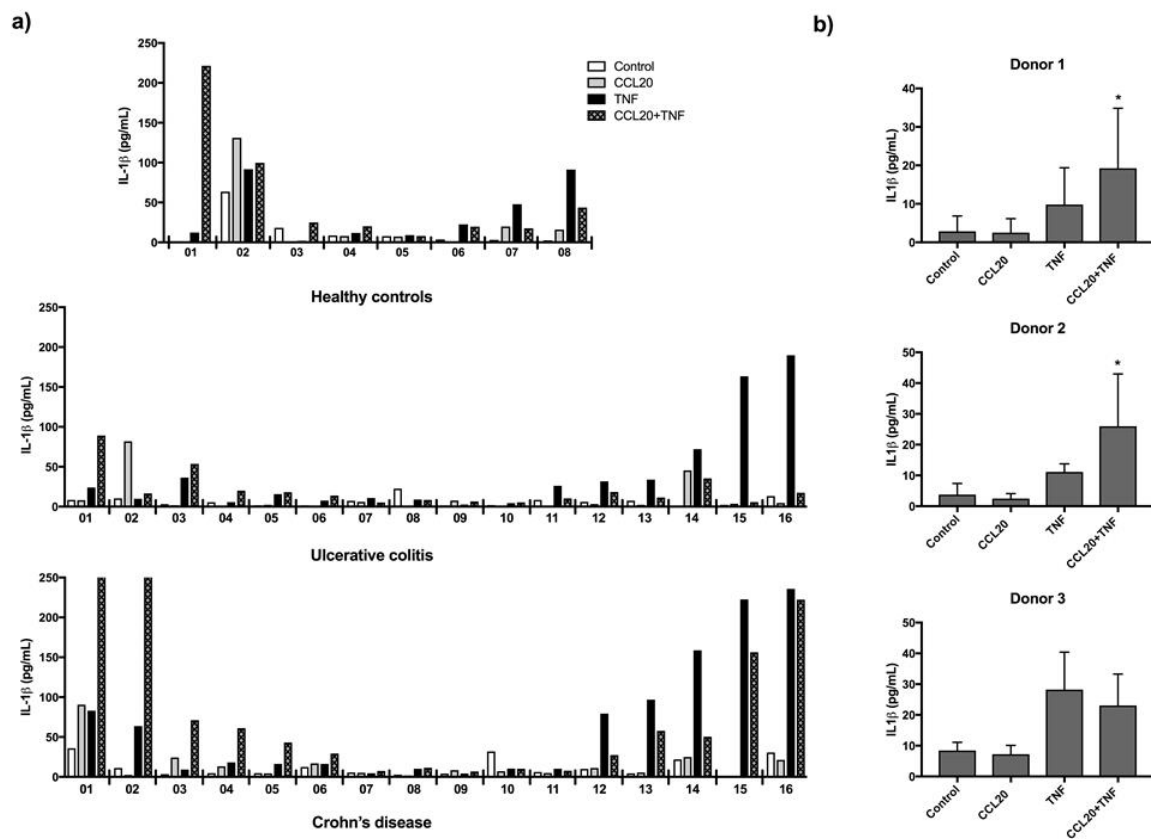 a)
IL-1β (pg/mL)
250
200
150
100
50
0
Control
CCL20
TNF
CCL20+TNF
01 02 03 04 05 06 07 08
Healthy controls
IL-1β (pg/mL)
250
200
150
100
50
0
01 02 03 04 05 06 07 08 09 10 11 12 13 14 15 16
Ulcerative colitis
IL-1β (pg/mL)
250
200
150
100
50
0
01 02 03 04 05 06 07 08 09 10 11 12 13 14 15 16
Crohn's disease
b)
Donor 1
IL1β (pg/mL)
40
30
20
10
0
*
Control CCL20 TNF CCL20+TNF
Donor 2
IL1β (pg/mL)
50
40
30
20
10
0
*
Control CCL20 TNF CCL20+TNF
Donor 3
IL1β (pg/mL)
50
40
30
20
10
0
Control CCL20 TNF CCL20+TNF